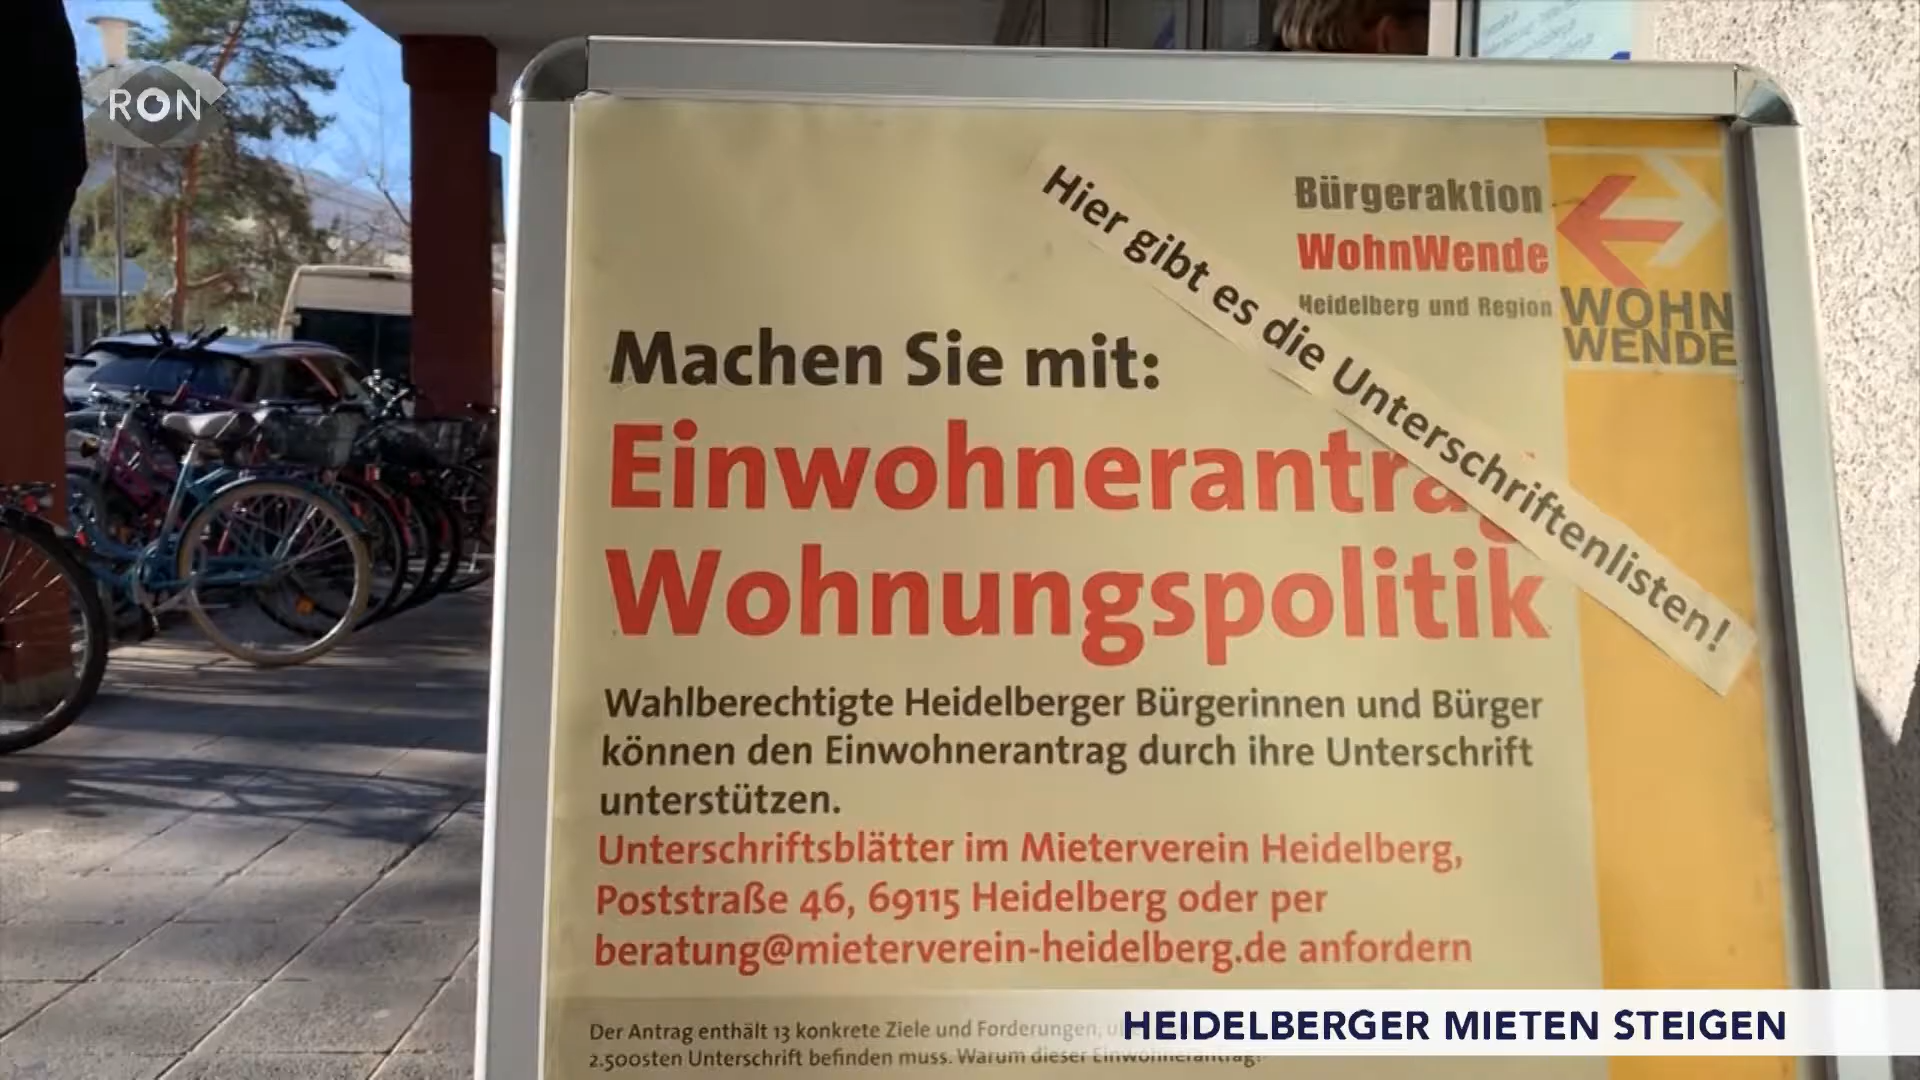 RON
Hier gibt es die Unterschriftenlisten!
Bürgeraktion
WohnWende
Heidelberg und Region
WOHN
WENDE
Machen Sie mit:
Einwohnerantrag
Wohnungspolitik
Wahlberechtigte Heidelberger Bürgerinnen und Bürger
können den Einwohnerantrag durch ihre Unterschrift
unterstützen.
Unterschriftsblätter im Mieterverein Heidelberg,
Poststraße 46, 69115 Heidelberg oder per
beratung@mieterverein-heidelberg.de anfordern
Der Antrag enthält 13 konkrete Ziele und Forderungen,
2.500sten Unterschrift befinden muss. Warum dieser Einwohnerantrag?
HEIDELBERGER MIETEN STEIGEN